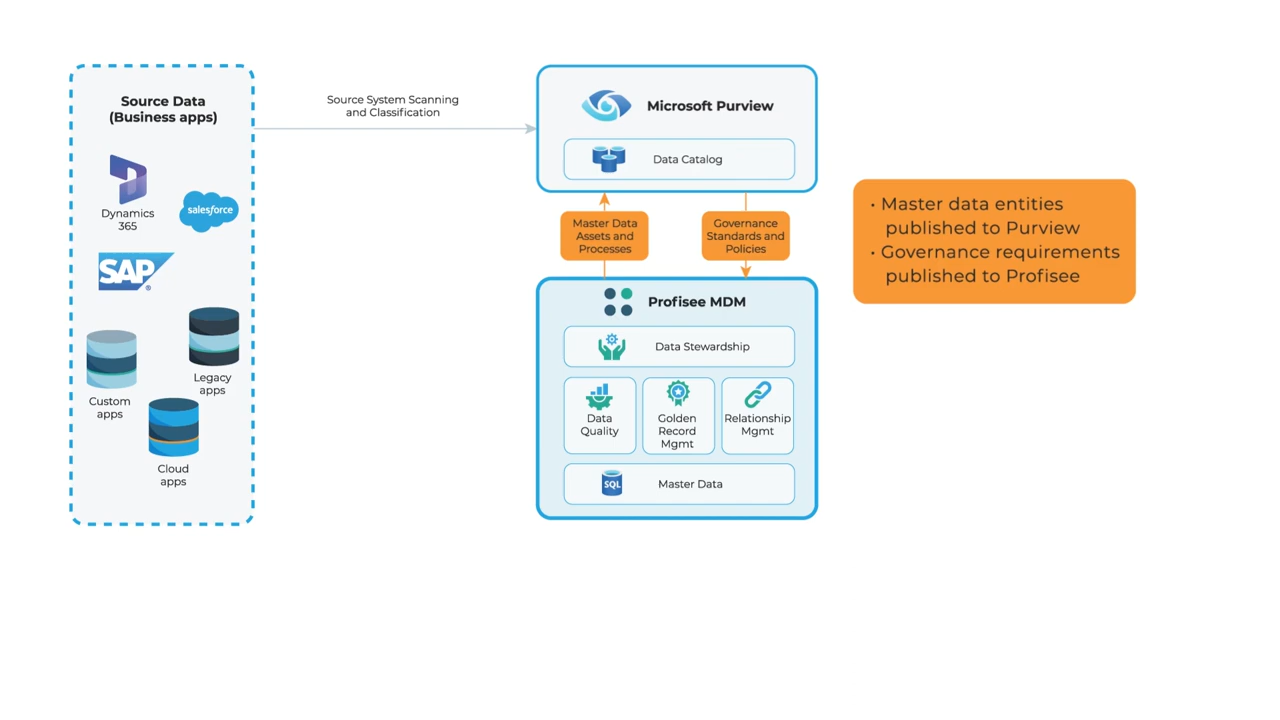 Source Data
(Business apps)
Dynamics
365
salesforce
SAP®
Legacy
apps
Custom
apps
Cloud
apps
Source System Scanning
and Classification
Microsoft Purview
Data Catalog
Master Data
Assets and
Processes
Governance
Standards and
Policies
Profisee MDM
Data Stewardship
Data
Quality
Golden
Record
Mgmt
Relationship
Mgmt
SQL
Master Data
· Master data entities
published to Purview
· Governance requirements
published to Profisee